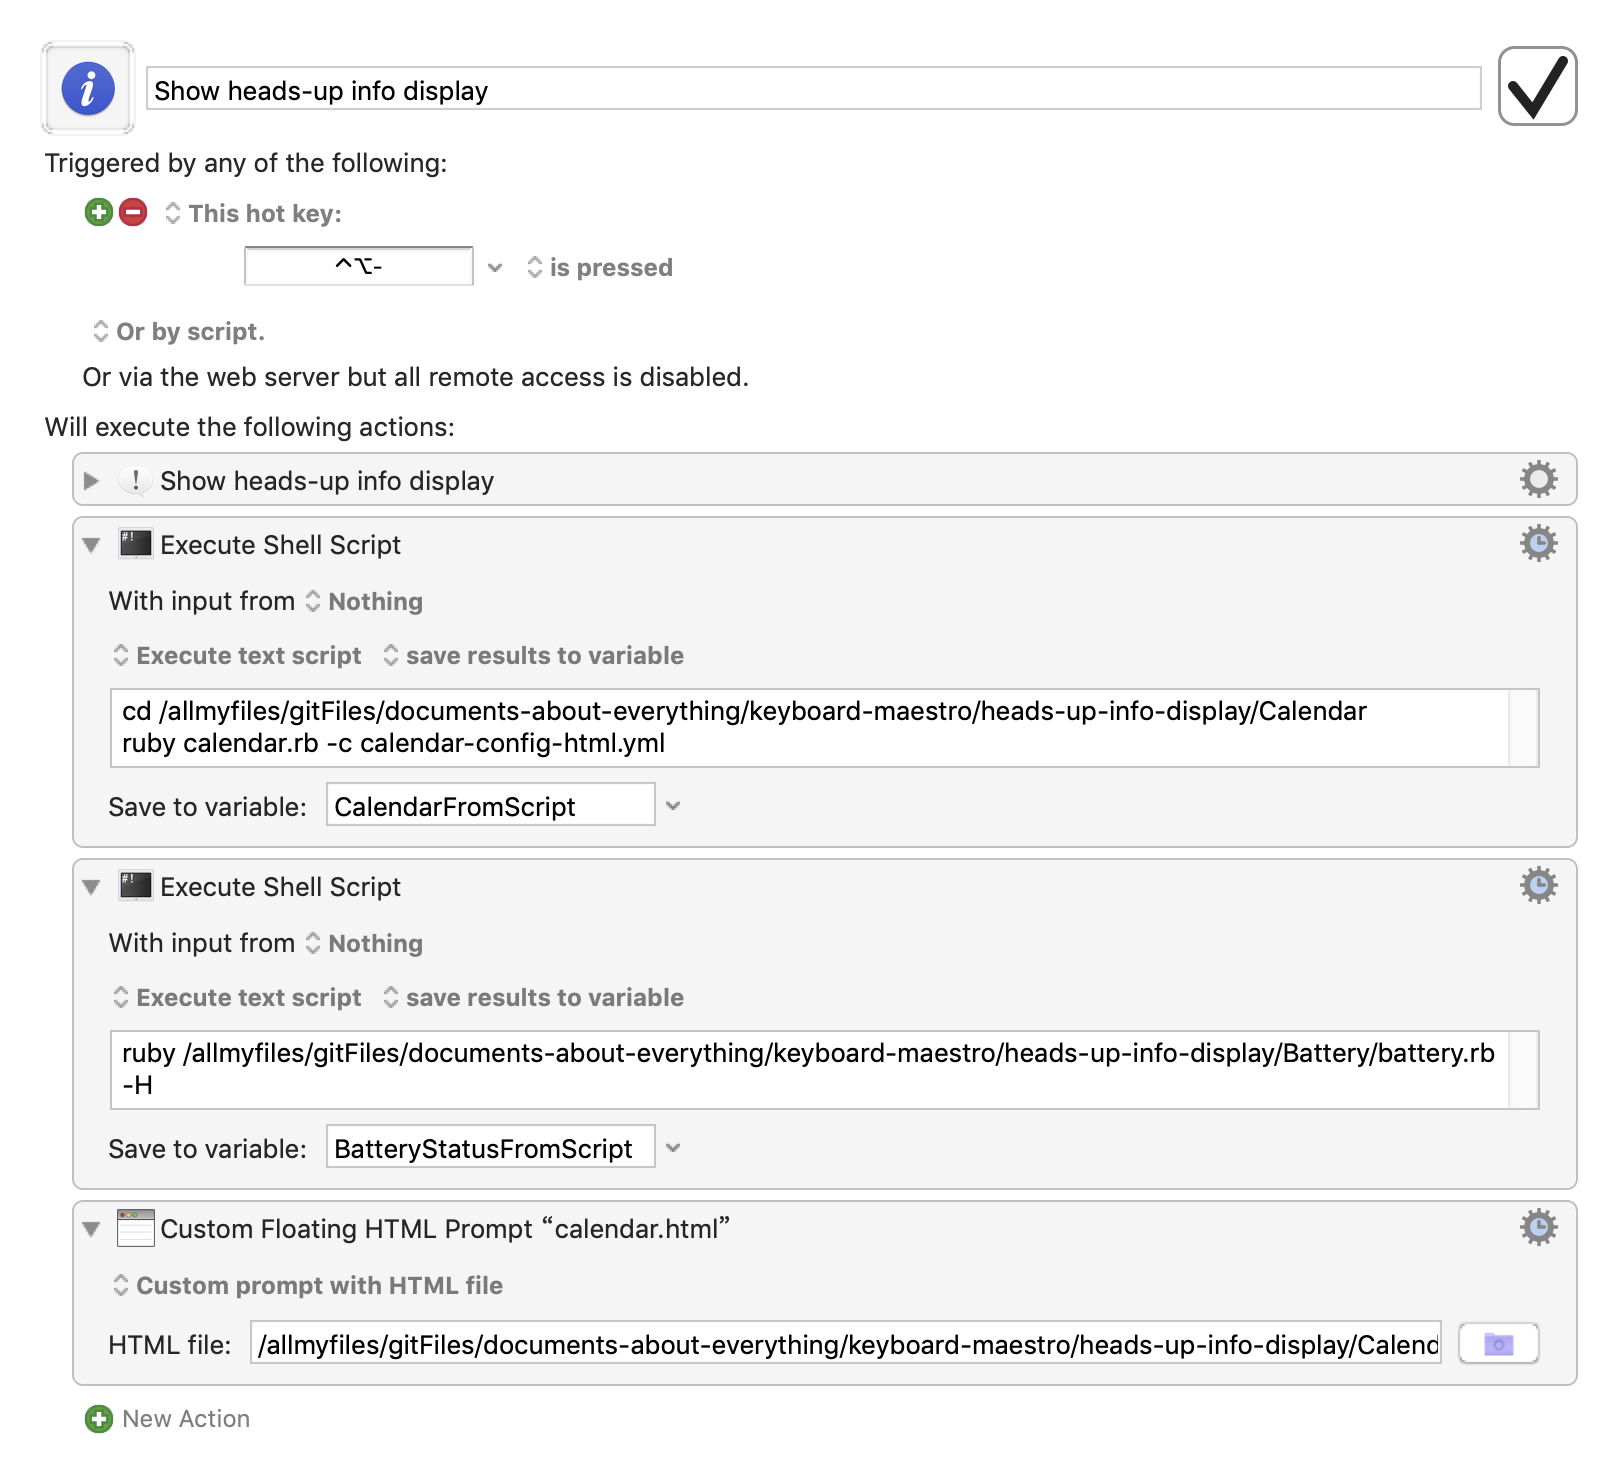 Show heads-up info display
Triggered by any of the following:
This hot key:
^⌥-
is pressed
Or by script.
Or via the web server but all remote access is disabled.
Will execute the following actions:
Show heads-up info display
Execute Shell Script
With input from Nothing
Execute text script save results to variable
cd /allmyfiles/gitFiles/documents-about-everything/keyboard-maestro/heads-up-info-display/Calendar
ruby calendar.rb -c calendar-config-html.yml
Save to variable: CalendarFromScript
Execute Shell Script
With input from Nothing
Execute text script save results to variable
ruby /allmyfiles/gitFiles/documents-about-everything/keyboard-maestro/heads-up-info-display/Battery/battery.rb
-H
Save to variable: BatteryStatusFromScript
Custom Floating HTML Prompt “calendar.html”
Custom prompt with HTML file
HTML file: /allmyfiles/gitFiles/documents-about-everything/keyboard-maestro/heads-up-info-display/Calend
New Action